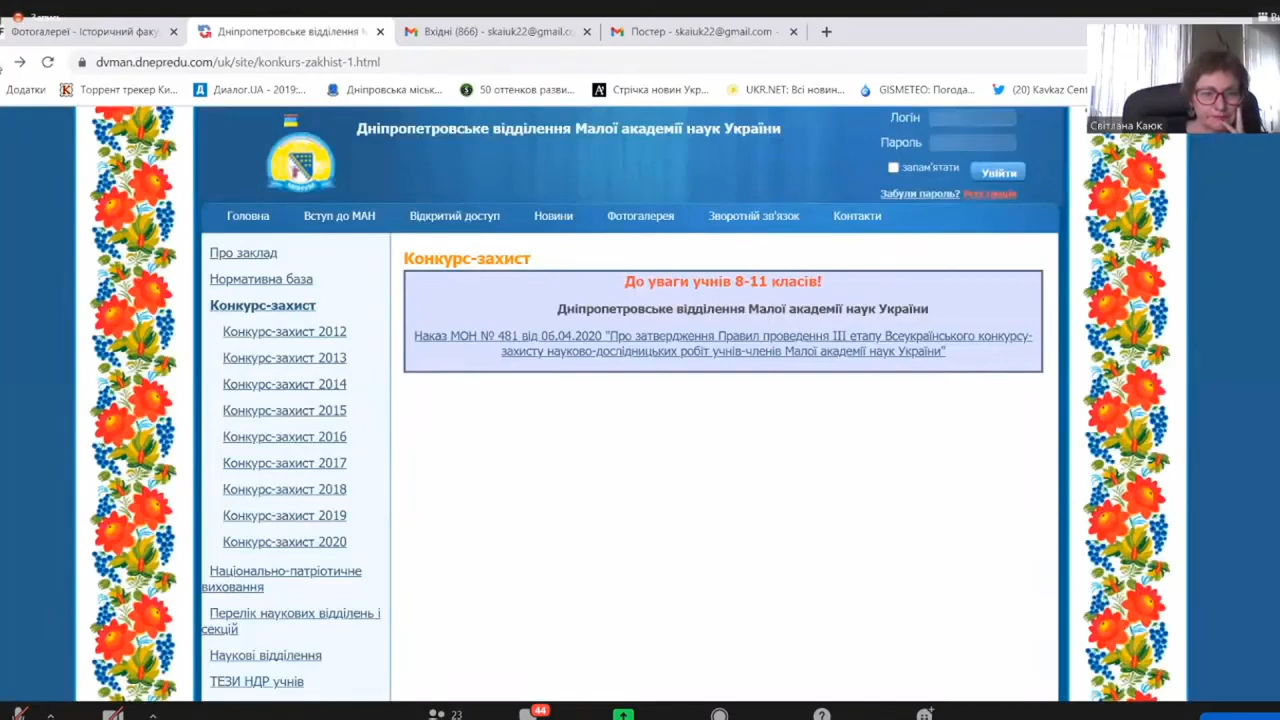 Запись
Фотогалереї - Історичний факу
Дніпропетровське відділення М
Вхідні (866) - skaiuk22@gmail.co
Постер - skaiuk22@gmail.com -
dvman.dnepredu.com/uk/site/konkurs-zakhist-1.html
Додатки
Торрент трекер Ки...
Диалог.UA - 2019:...
Дніпровська міськ...
50 оттенков разви...
Стрічка новин Укр...
UKR.NET: Всі новин...
GISMETEO: Погода...
(20) Kavkaz Cent
Світлана Каюк
Дніпропетровське відділення Малої академії наук України
Логін
Пароль
запам'ятати
Увійти
Забули пароль? Реєстрація
Головна
Вступ до МАН
Відкритий доступ
Новини
Фотогалерея
Зворотній зв'язок
Контакти
Про заклад
Нормативна база
Конкурс-захист
Конкурс-захист 2012
Конкурс-захист 2013
Конкурс-захист 2014
Конкурс-захист 2015
Конкурс-захист 2016
Конкурс-захист 2017
Конкурс-захист 2018
Конкурс-захист 2019
Конкурс-захист 2020
Національно-патріотичне
виховання
Перелік наукових відділень і
секцій
Наукові відділення
ТЕЗИ НДР учнів
Конкурс-захист
До уваги учнів 8-11 класів!
Дніпропетровське відділення Малої академії наук України
Наказ МОН № 481 від 06.04.2020 "Про затвердження Правил проведення III етапу Всеукраїнського конкурсу-
захисту науково-дослідницьких робіт учнів-членів Малої академії наук України"
23
44